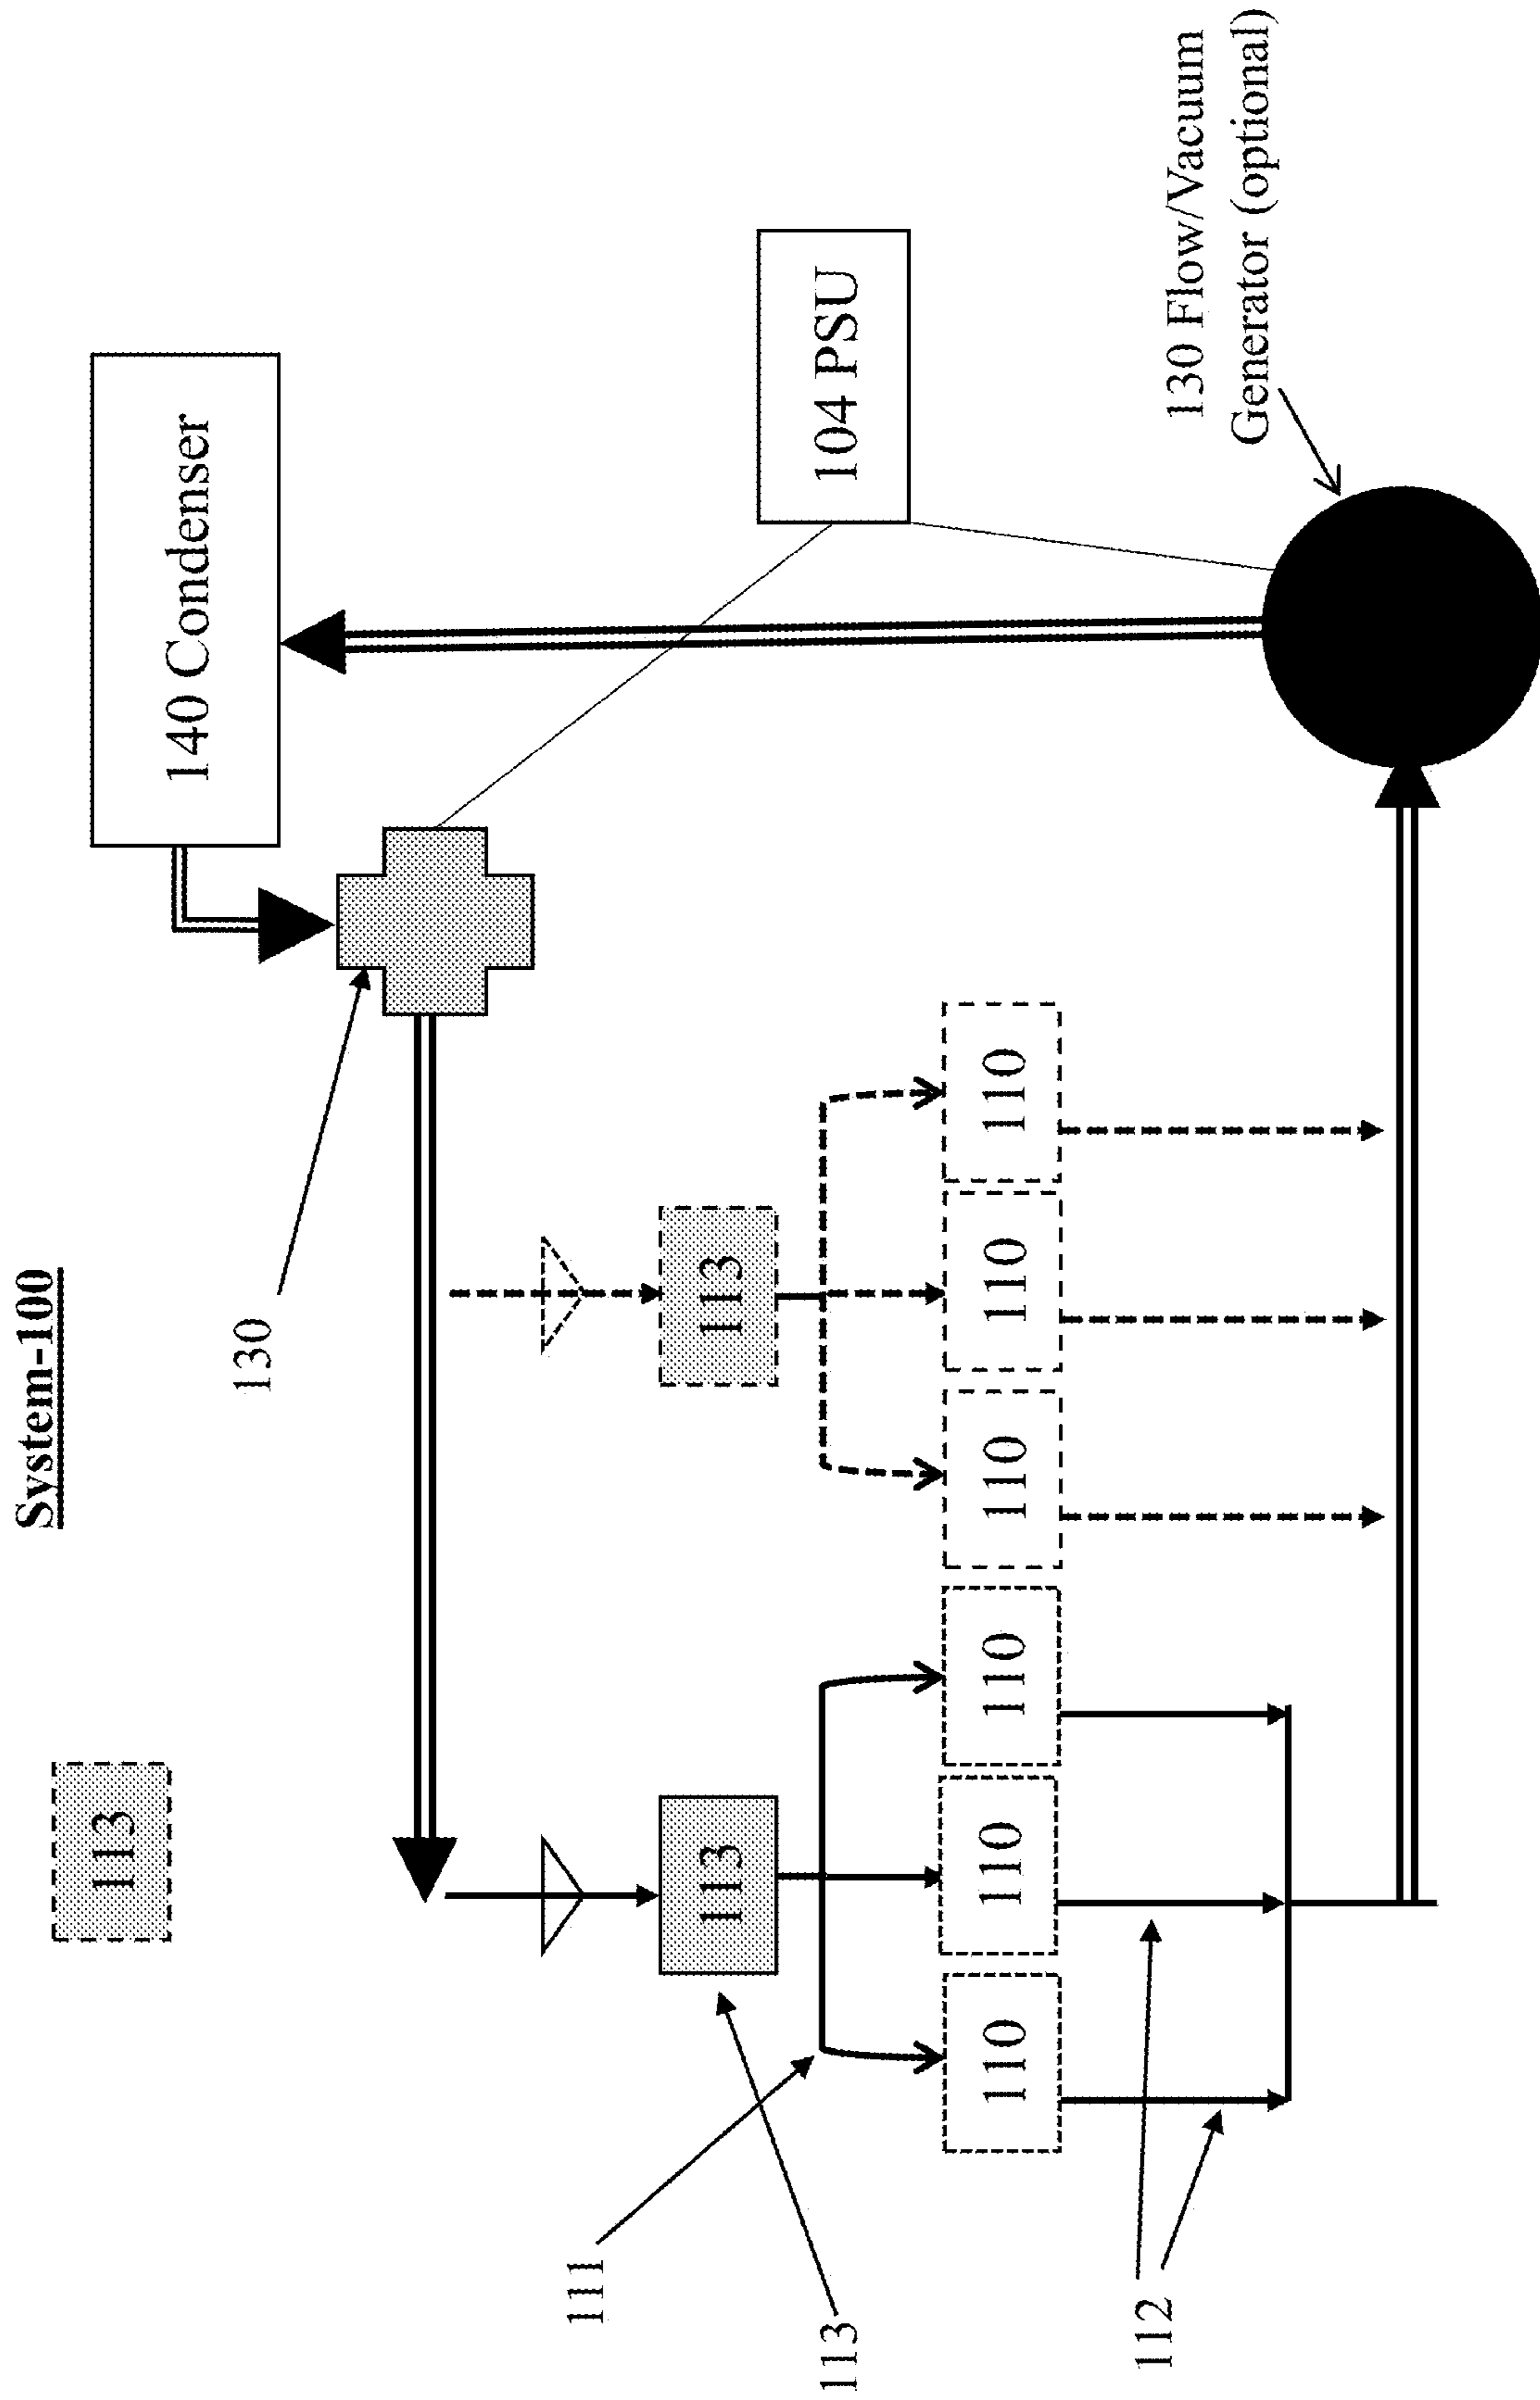 System-100
113
140 Condenser
130
111
113
113
113
104 PSU
110
110
110
110
110
110
112
130 Flow/Vacuum
Generator (optional)